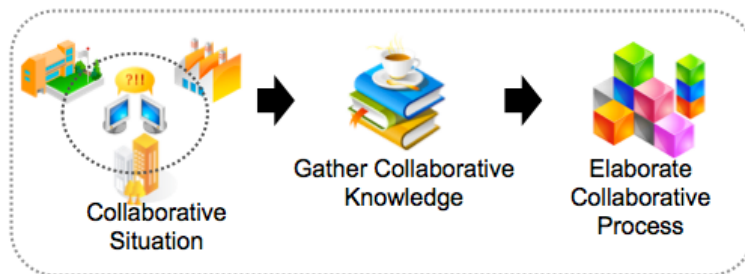 ?!!
Collaborative
Situation
Gather Collaborative
Knowledge
Elaborate
Collaborative
Process